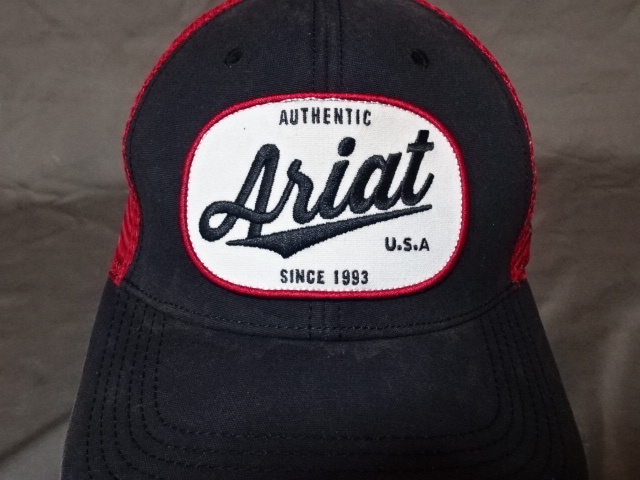 AUTHENTIC
Ariat
U.S.A
SINCE 1993